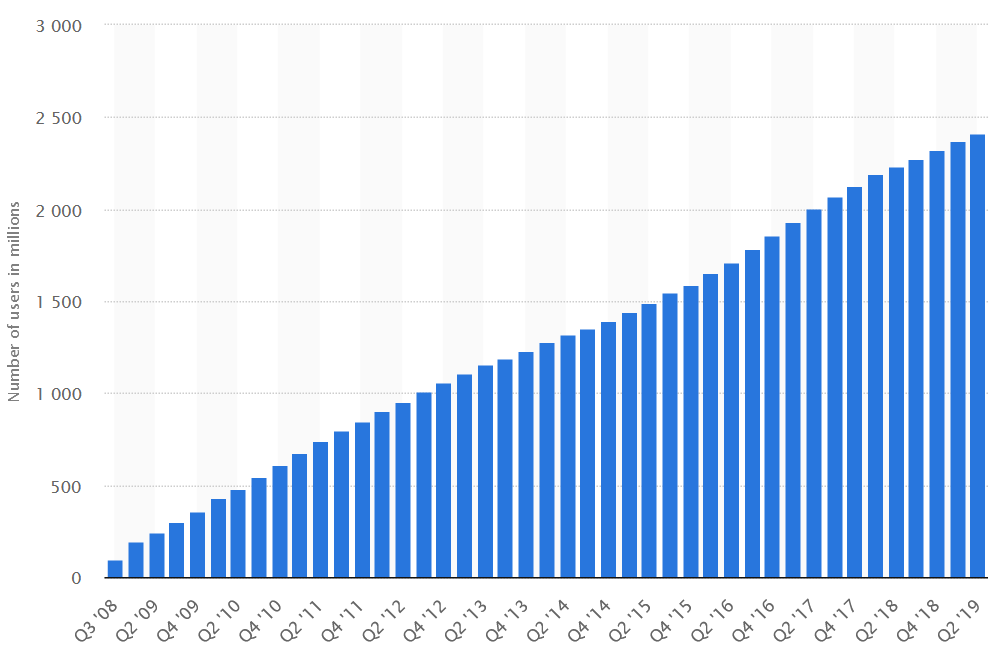 3 000
2 500
2 000
1 500
1 000
500
0
Number of users in millions
Q3 '08
Q2 '09
Q4 '09
Q2 '10
Q4 '10
Q2 '11
Q4 '11
Q2 '12
Q4 '12
Q2 '13
Q4 '13
Q2 '14
Q4 '14
Q2 '15
Q4 '15
Q2 '16
Q4 '16
Q2 '17
Q4 '17
Q2 '18
Q4 '18
Q2 '19